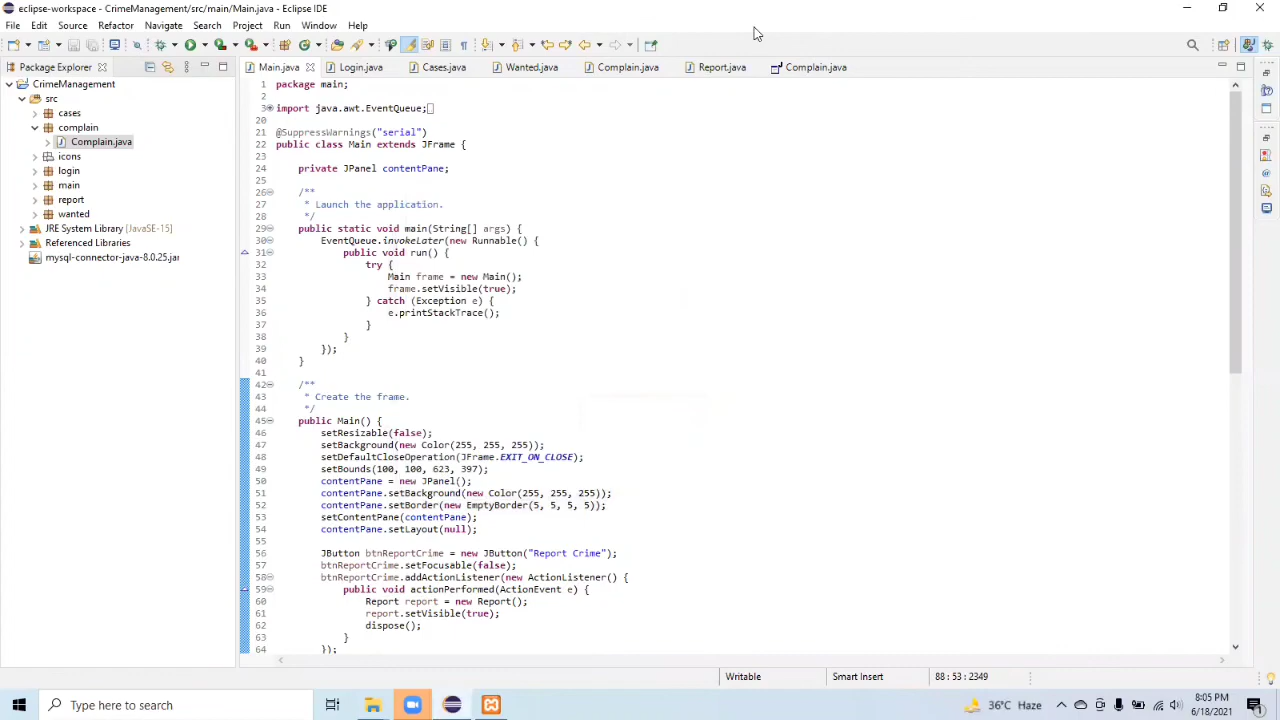 eclipse-workspace - CrimeManagement/src/main/Main.java - Eclipse IDE
File Edit Source Refactor Navigate Search Project Run Window Help
Package Explorer
Main.java Login.java Cases.java Wanted.java Complain.java Report.java Complain.java
CrimeManagement
src
cases
complain
Complain.java
icons
login
main
report
wanted
JRE System Library [JavaSE-15]
Referenced Libraries
mysql-connector-java-8.0.25.jar
1 package main;
2
3 import java.awt.EventQueue;
20
21 @SuppressWarnings("serial")
22 public class Main extends JFrame {
23
24 private JPanel contentPane;
25
26 /**
27 * Launch the application.
28 */
29 public static void main(String[] args) {
30 EventQueue.invokeLater(new Runnable() {
31 public void run() {
32 try {
33 Main frame = new Main();
34 frame.setVisible(true);
35 } catch (Exception e) {
36 e.printStackTrace();
37 }
38 }
39 });
40 }
41
42 /**
43 * Create the frame.
44 */
45 public Main() {
46 setResizable(false);
47 setBackground(new Color(255, 255, 255));
48 setDefaultCloseOperation(JFrame.EXIT_ON_CLOSE);
49 setBounds(100, 100, 623, 397);
50 contentPane = new JPanel();
51 contentPane.setBackground(new Color(255, 255, 255));
52 contentPane.setBorder(new EmptyBorder(5, 5, 5, 5));
53 setContentPane(contentPane);
54 contentPane.setLayout(null);
55
56 JButton btnReportCrime = new JButton("Report Crime");
57 btnReportCrime.setFocusable(false);
58 btnReportCrime.addActionListener(new ActionListener() {
59 public void actionPerformed(ActionEvent e) {
60 Report report = new Report();
61 report.setVisible(true);
62 dispose();
63 }
64 });
Writable Smart Insert 88 : 53 : 2349
Type here to search
36°C Haze
8:05 PM
6/18/2021
1